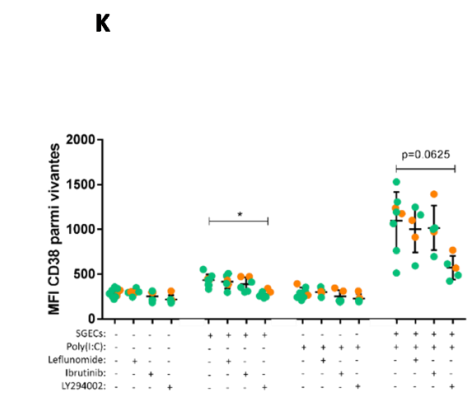 K
MFI CD38 parmi vivantes
2000
1500
1000
500
0
*
p=0.0625
SGECs: - - - - + + + + - - - - + + + +
Poly(I:C): - - - - - - - - + + + + + + + +
Leflunomide: - + - - - + - - - + - - - + - -
Ibrutinib: - - + - - - + - - - + - - - + -
LY294002: - - - + - - - + - - - + - - - +